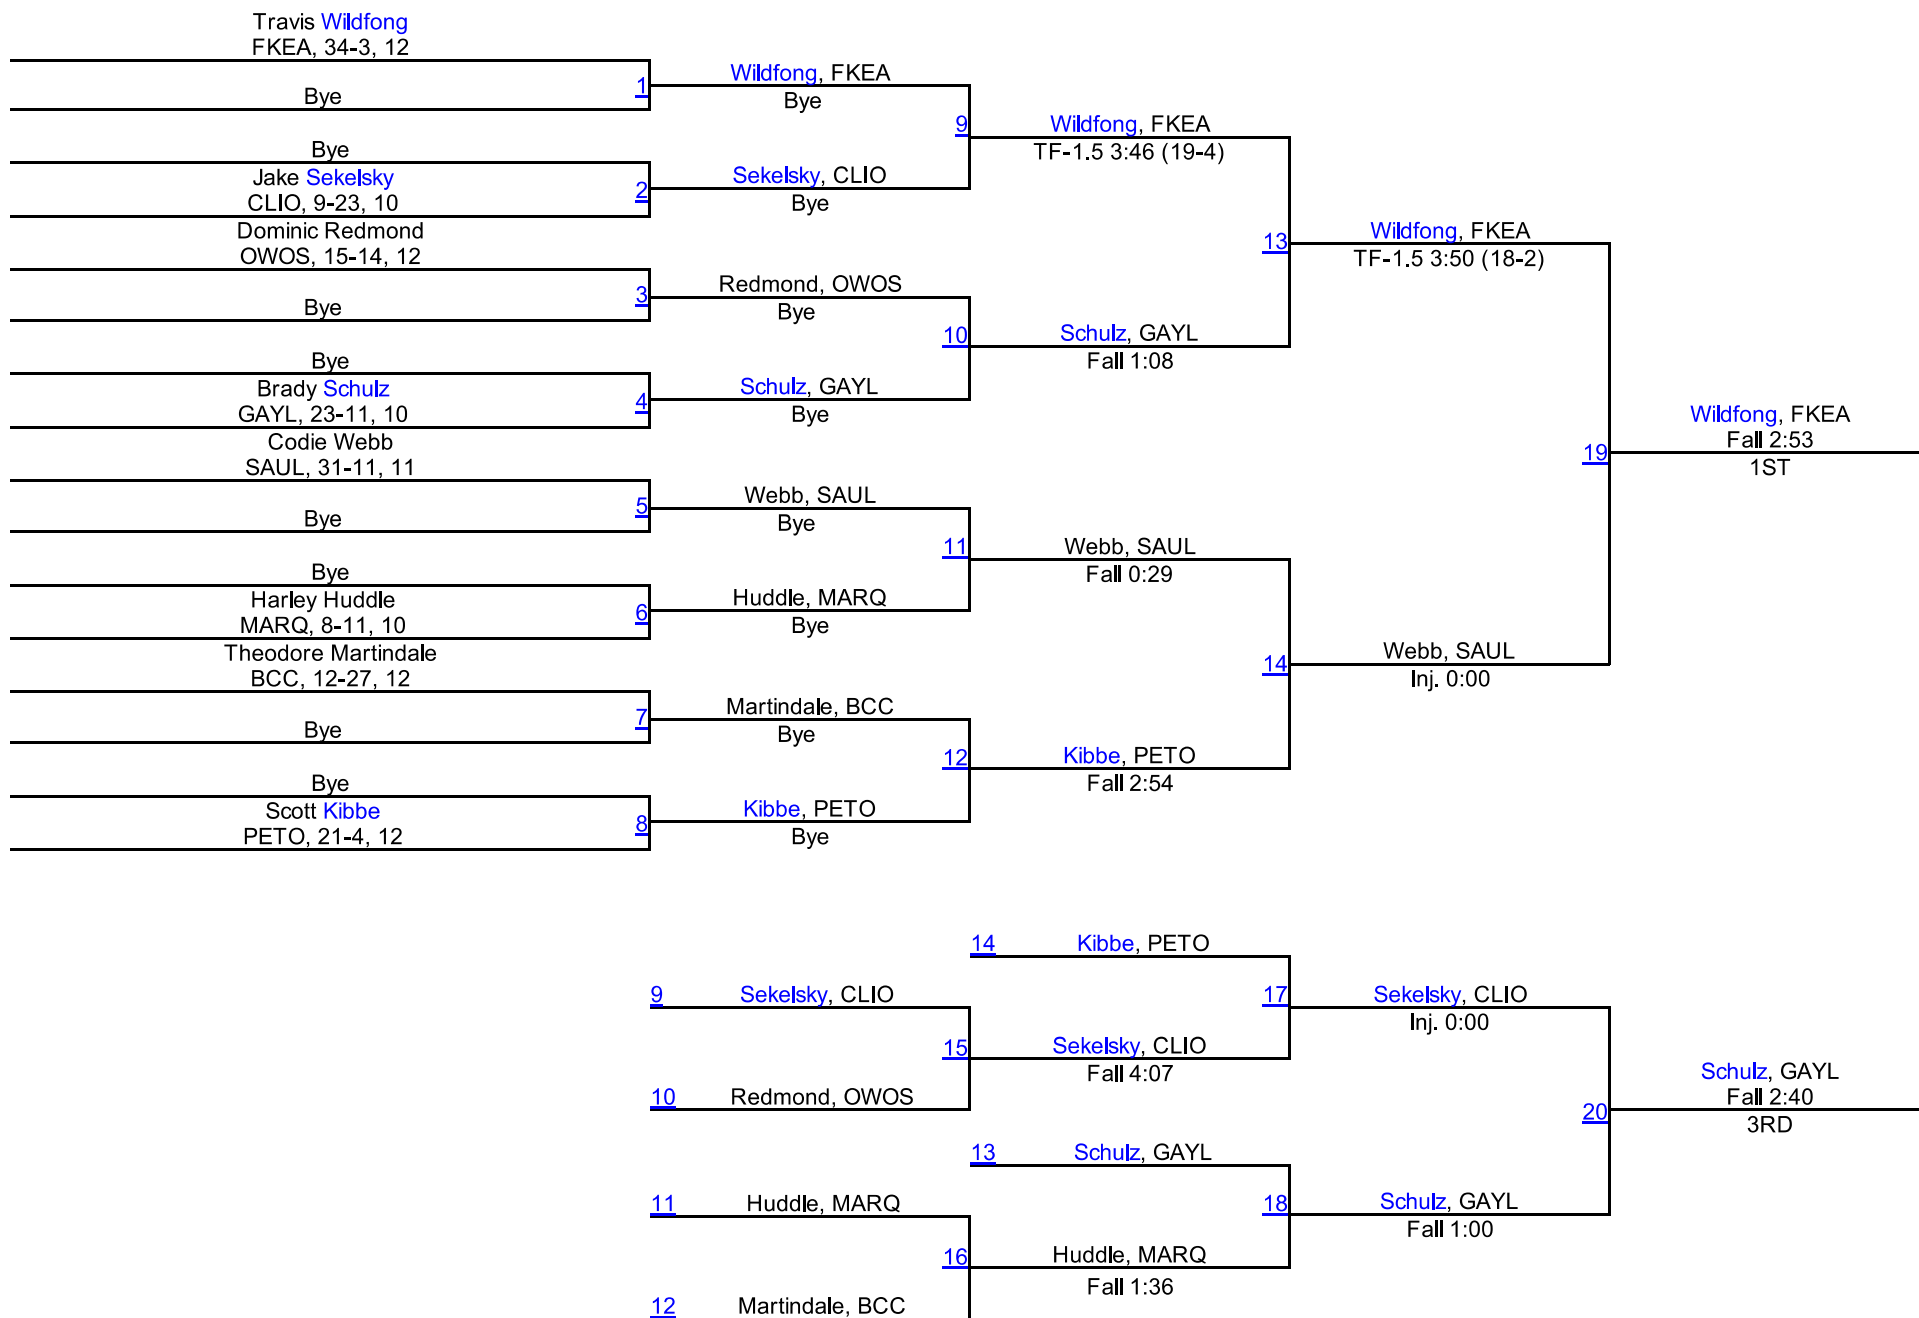 Travis Wildfong
FKEA, 34-3, 12
1
Bye
Wildfong, FKEA
Bye
Bye
Jake Sekelsky
CLIO, 9-23, 10
2
Sekelsky, CLIO
Bye
9
Wildfong, FKEA
TF-1.5 3:46 (19-4)
Dominic Redmond
OWOS, 15-14, 12
3
Bye
Redmond, OWOS
Bye
Bye
Brady Schulz
GAYL, 23-11, 10
4
Schulz, GAYL
Bye
10
Schulz, GAYL
Fall 1:08
13
Wildfong, FKEA
TF-1.5 3:50 (18-2)
Codie Webb
SAUL, 31-11, 11
5
Bye
Webb, SAUL
Bye
Bye
Harley Huddle
MARQ, 8-11, 10
6
Huddle, MARQ
Bye
11
Webb, SAUL
Fall 0:29
Theodore Martindale
BCC, 12-27, 12
7
Bye
Martindale, BCC
Bye
Bye
Scott Kibbe
PETO, 21-4, 12
8
Kibbe, PETO
Bye
12
Kibbe, PETO
Fall 2:54
14
Webb, SAUL
Inj. 0:00
19
Wildfong, FKEA
Fall 2:53
1ST
14
Kibbe, PETO
9
Sekelsky, CLIO
10
Redmond, OWOS
15
Sekelsky, CLIO
Fall 4:07
17
Sekelsky, CLIO
Inj. 0:00
13
Schulz, GAYL
11
Huddle, MARQ
12
Martindale, BCC
16
Huddle, MARQ
Fall 1:36
18
Schulz, GAYL
Fall 1:00
20
Schulz, GAYL
Fall 2:40
3RD